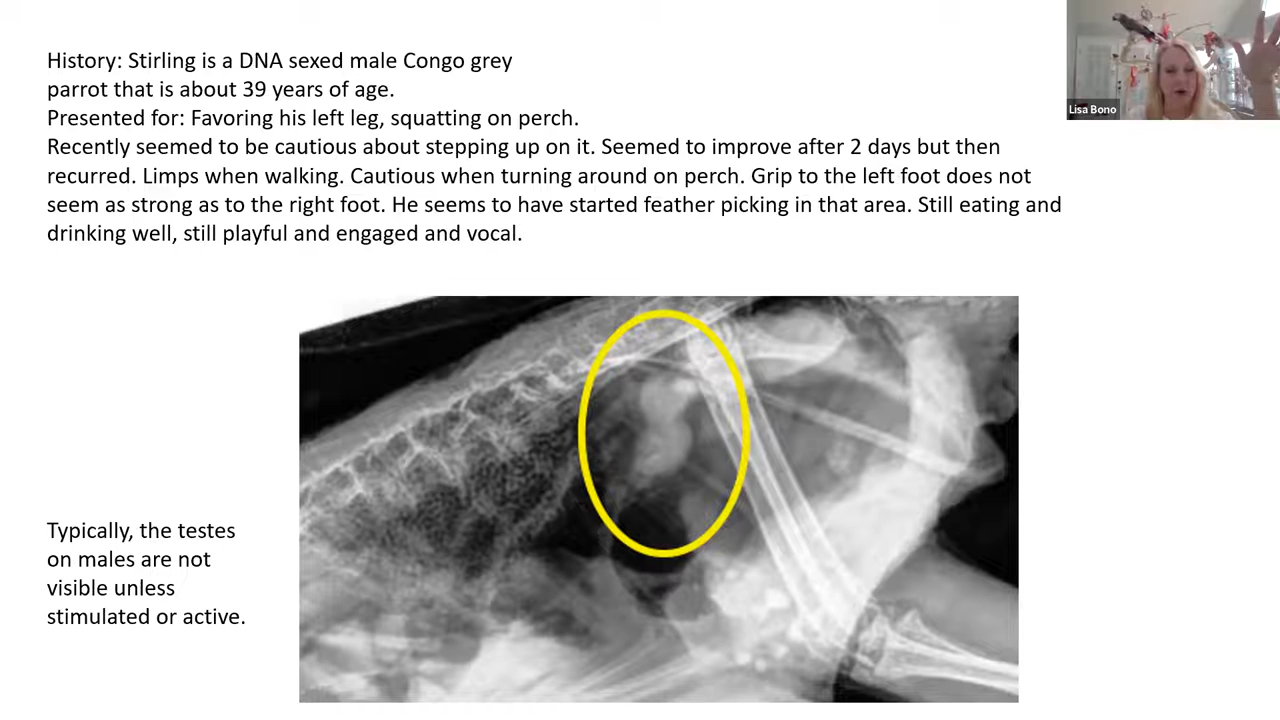 History: Stirling is a DNA sexed male Congo grey
parrot that is about 39 years of age.
Presented for: Favoring his left leg, squatting on perch.
Recently seemed to be cautious about stepping up on it. Seemed to improve after 2 days but then
recurred. Limps when walking. Cautious when turning around on perch. Grip to the left foot does not
seem as strong as to the right foot. He seems to have started feather picking in that area. Still eating and
drinking well, still playful and engaged and vocal.
Lisa Bono
Typically, the testes
on males are not
visible unless
stimulated or active.